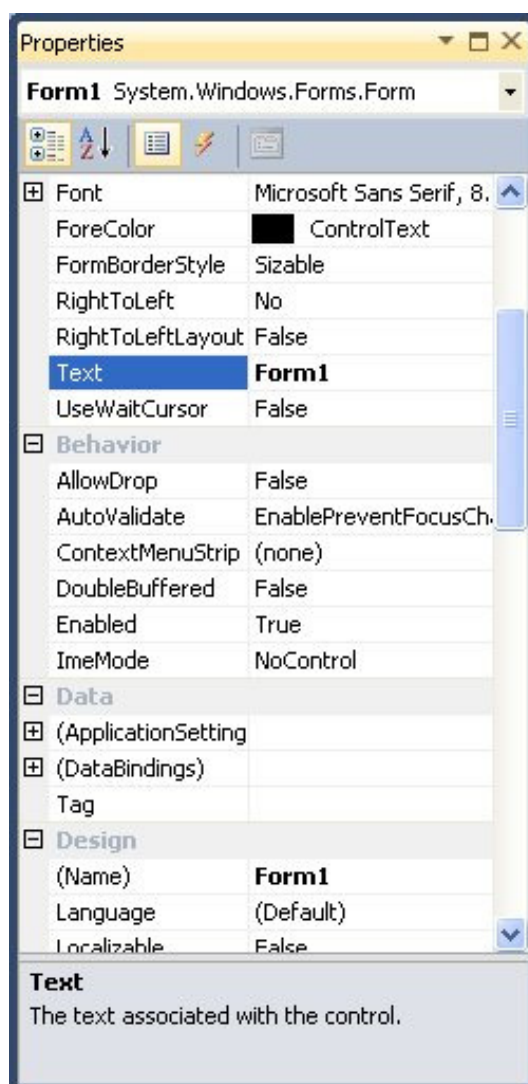 Properties
Form1 System.Windows.Forms.Form
Font Microsoft Sans Serif, 8.
ForeColor ControlText
FormBorderStyle Sizable
RightToLeft No
RightToLeftLayout False
Text Form1
UseWaitCursor False
Behavior
AllowDrop False
AutoValidate EnablePreventFocusCh
ContextMenuStrip (none)
DoubleBuffered False
Enabled True
ImeMode NoControl
Data
(ApplicationSetting
(DataBindings)
Tag
Design
(Name) Form1
Language (Default)
Localizable False
Text
The text associated with the control.